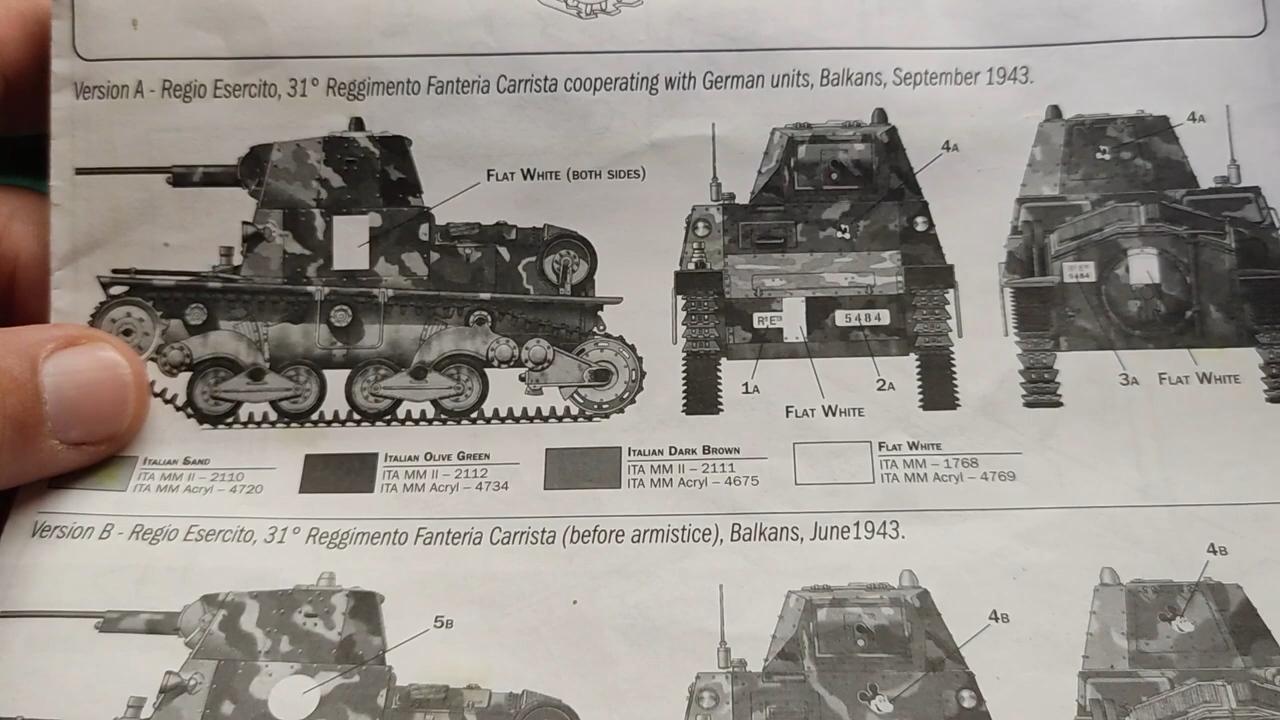 Version A - Regio Esercito, 31° Reggimento Fanteria Carrista cooperating with German units, Balkans, September 1943.
4A
4A
FLAT WHITE (BOTH SIDES)
R° Eto
5484
5484
1A
2A
3A
FLAT WHITE
FLAT WHITE
ITALIAN SAND
ITA MM II – 2110
ITA MM Acryl – 4720
ITALIAN OLIVE GREEN
ITA MM II – 2112
ITA MM Acryl – 4734
ITALIAN DARK BROWN
ITA MM II – 2111
ITA MM Acryl – 4675
FLAT WHITE
ITA MM – 1768
ITA MM Acryl – 4769
Version B - Regio Esercito, 31° Reggimento Fanteria Carrista (before armistice), Balkans, June1943.
5B
4B
4B